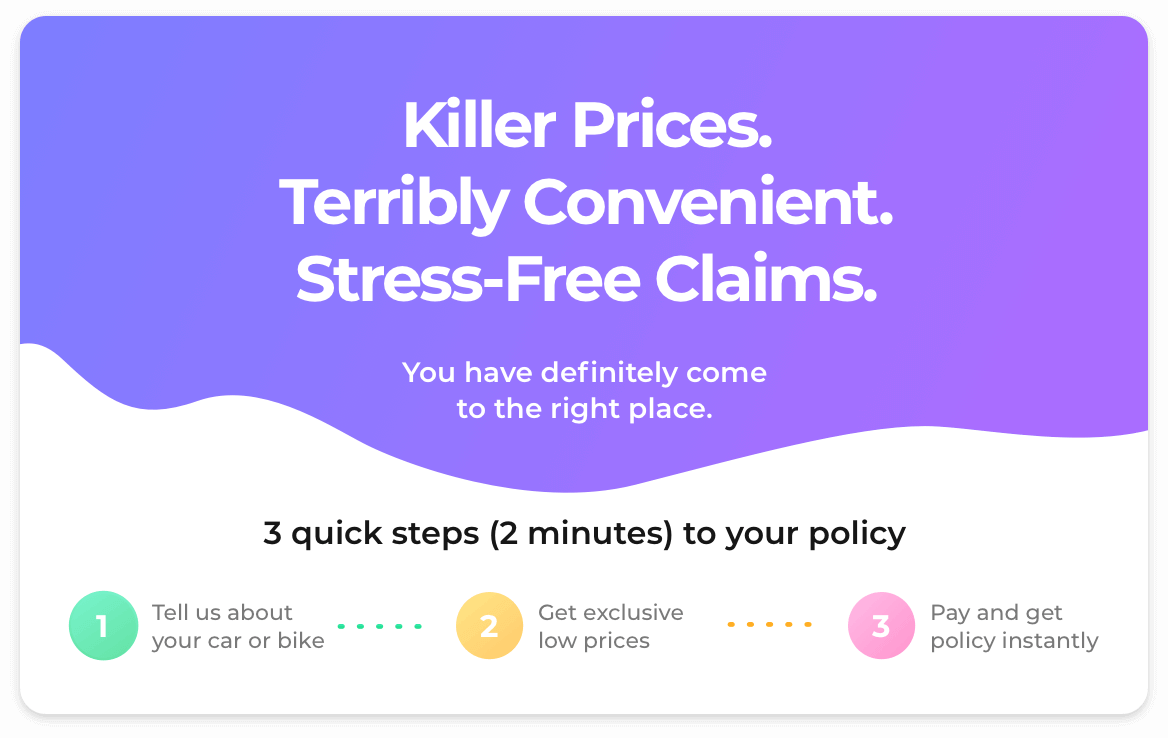 Killer Prices.
Terribly Convenient.
Stress-Free Claims.
You have definitely come
to the right place.
3 quick steps (2 minutes) to your policy
1
Tell us about
your car or bike
2
Get exclusive
low prices
3
Pay and get
policy instantly